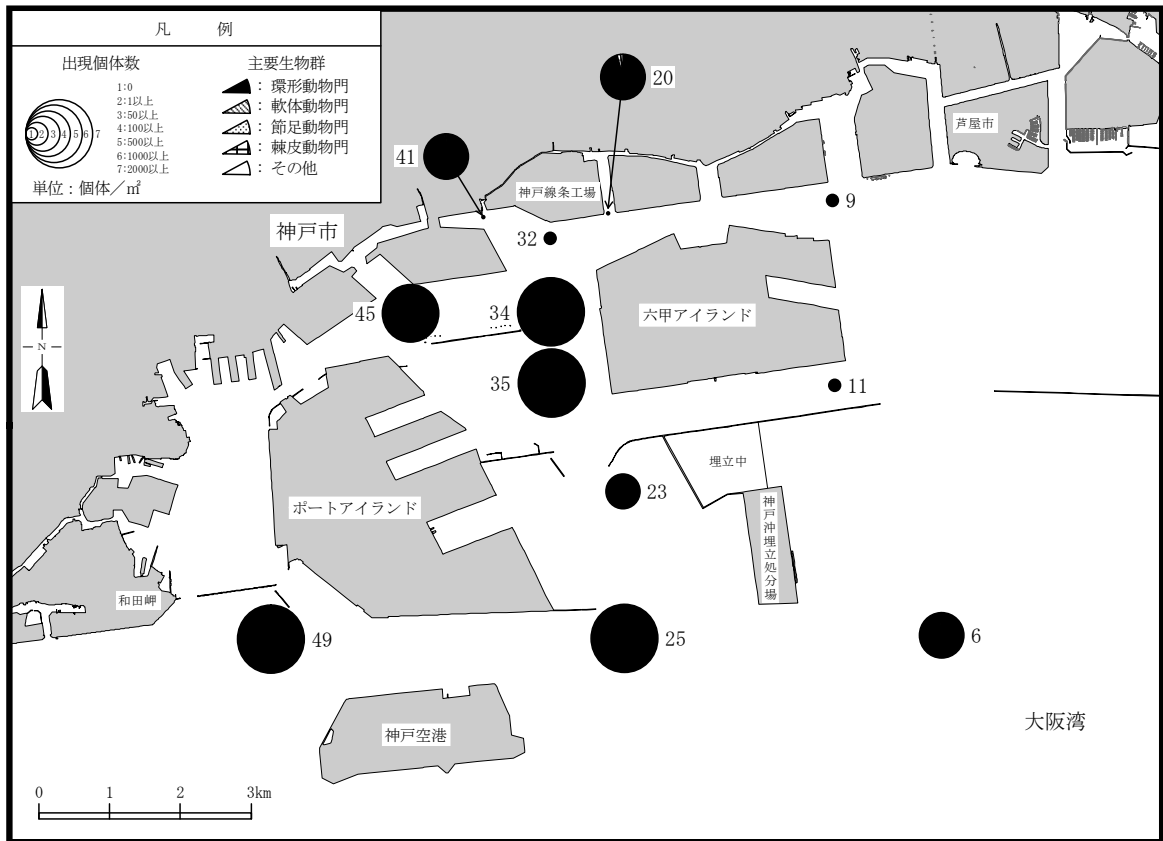 凡 例
出現個体数
1:0
2:1以上
3:50以上
4:100以上
5:500以上
6:1000以上
7:2000以上
1 2 3 4 5 6 7
単位：個体／㎡
主要生物群
：環形動物門
：軟体動物門
：節足動物門
：棘皮動物門
：その他
20
41
神戸線条工場
芦屋市
9
32
神戸市
45
34
六甲アイランド
N
35
11
埋立中
23
ポートアイランド
神戸沖埋立処分場
和田岬
49
25
6
大阪湾
神戸空港
0 1 2 3km